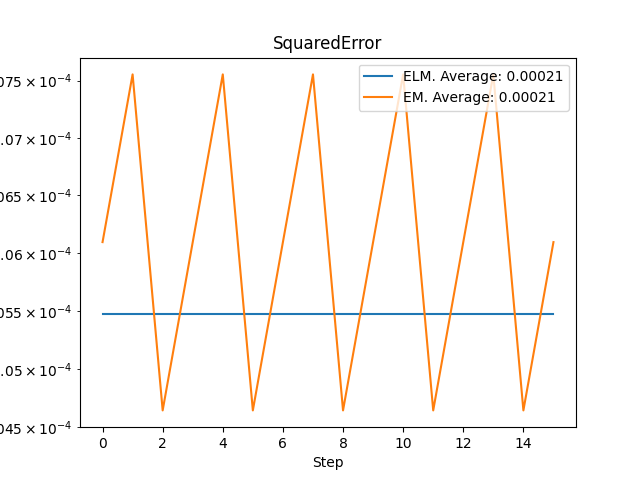 SquaredError
ELM. Average: 0.00021
EM. Average: 0.00021
075 × 10⁻⁴
.07 × 10⁻⁴
065 × 10⁻⁴
.06 × 10⁻⁴
055 × 10⁻⁴
.05 × 10⁻⁴
045 × 10⁻⁴
0 2 4 6 8 10 12 14
Step